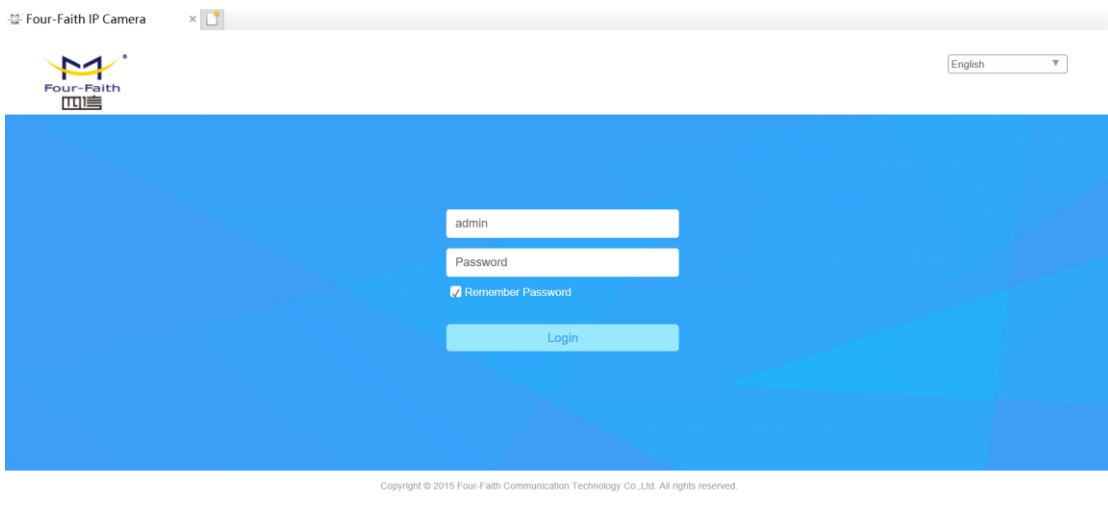 Four-Faith IP Camera
Four-Faith
四信
English
admin
Password
Remember Password
Login
Copyright © 2015 Four-Faith Communication Technology Co.,Ltd. All rights reserved.